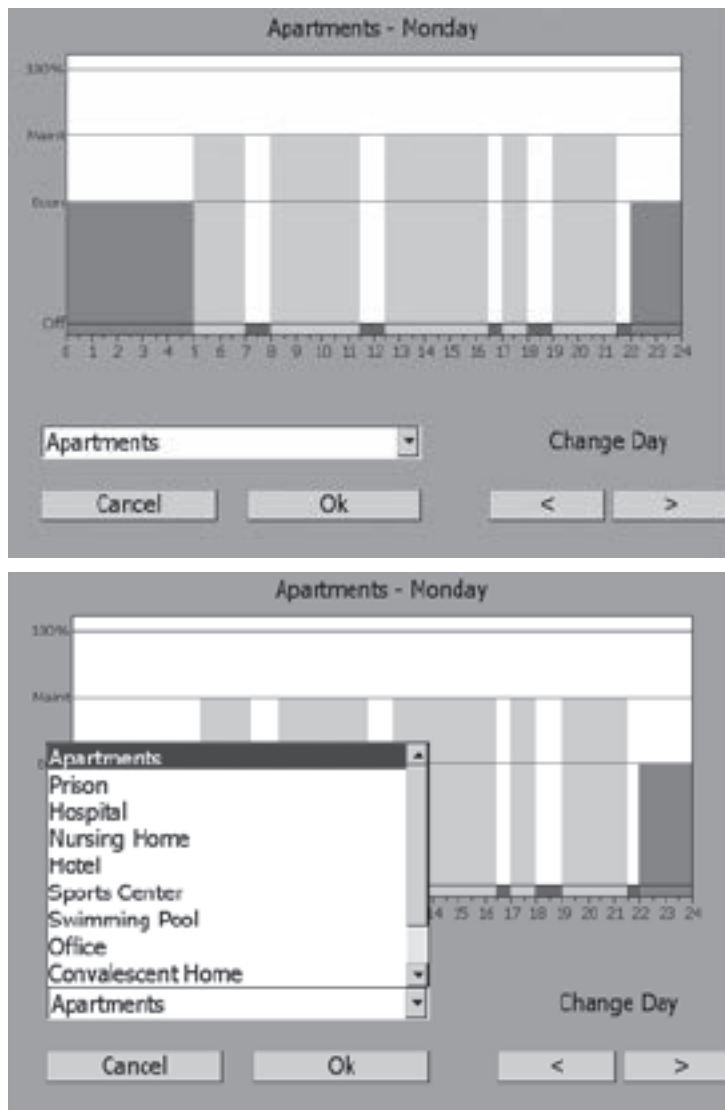 Apartments - Monday
100%
Maint
Off
0 1 2 3 4 5 6 7 8 9 10 11 12 13 14 15 16 17 18 19 20 21 22 23 24
Apartments
Change Day
Cancel
Ok
<
>
Apartments - Monday
100%
Maint
Apartments
Prison
Hospital
Nursing Home
Hotel
Sports Center
Swimming Pool
Office
Convalescent Home
14 15 16 17 18 19 20 21 22 23 24
Apartments
Change Day
Cancel
Ok
<
>